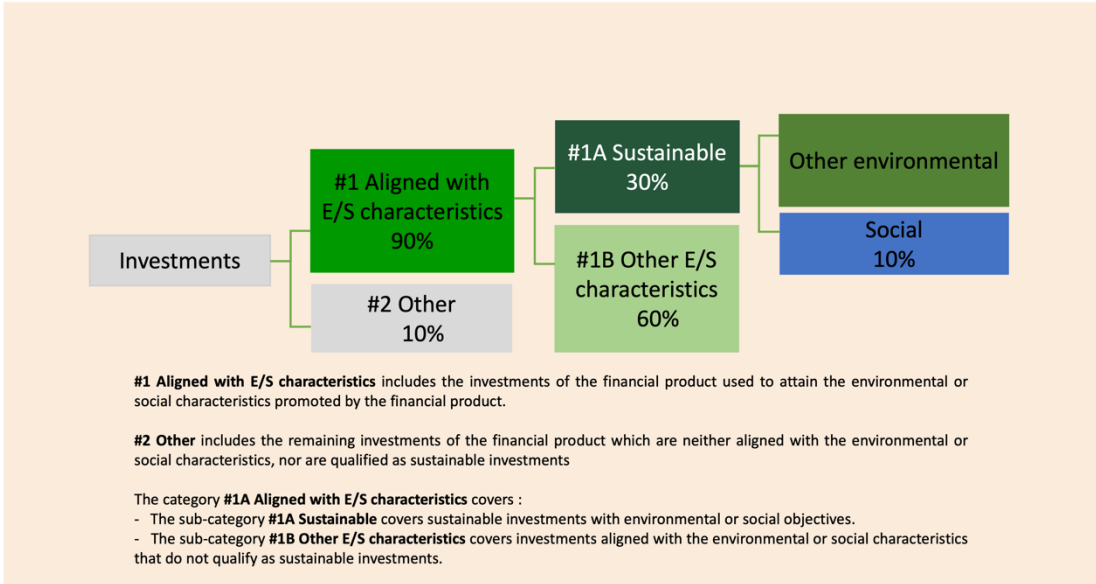 Investments
#1 Aligned with
E/S characteristics
90%
#2 Other
10%
#1A Sustainable
30%
#1B Other E/S
characteristics
60%
Other environmental
Social
10%
#1 Aligned with E/S characteristics includes the investments of the financial product used to attain the environmental or
social characteristics promoted by the financial product.
#2 Other includes the remaining investments of the financial product which are neither aligned with the environmental or
social characteristics, nor are qualified as sustainable investments
The category #1A Aligned with E/S characteristics covers :
- The sub-category #1A Sustainable covers sustainable investments with environmental or social objectives.
- The sub-category #1B Other E/S characteristics covers investments aligned with the environmental or social characteristics
that do not qualify as sustainable investments.